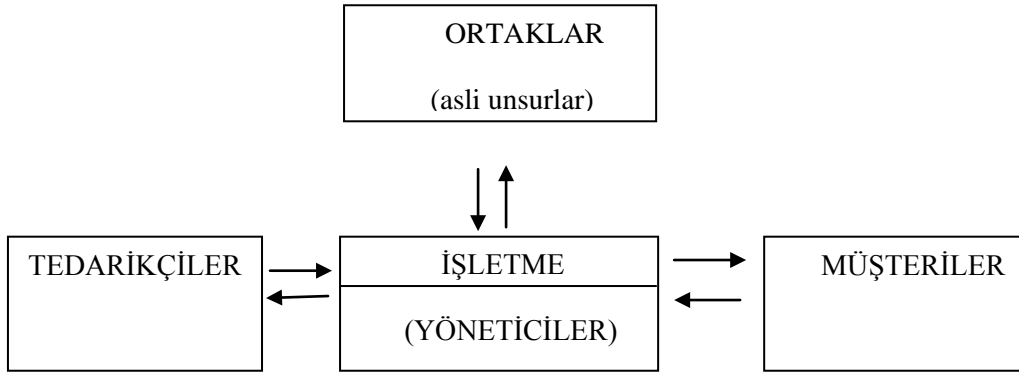 ORTAKLAR
(asli unsurlar)
TEDARİKÇİLER
İŞLETME
(YÖNETİCİLER)
MÜŞTERİLER